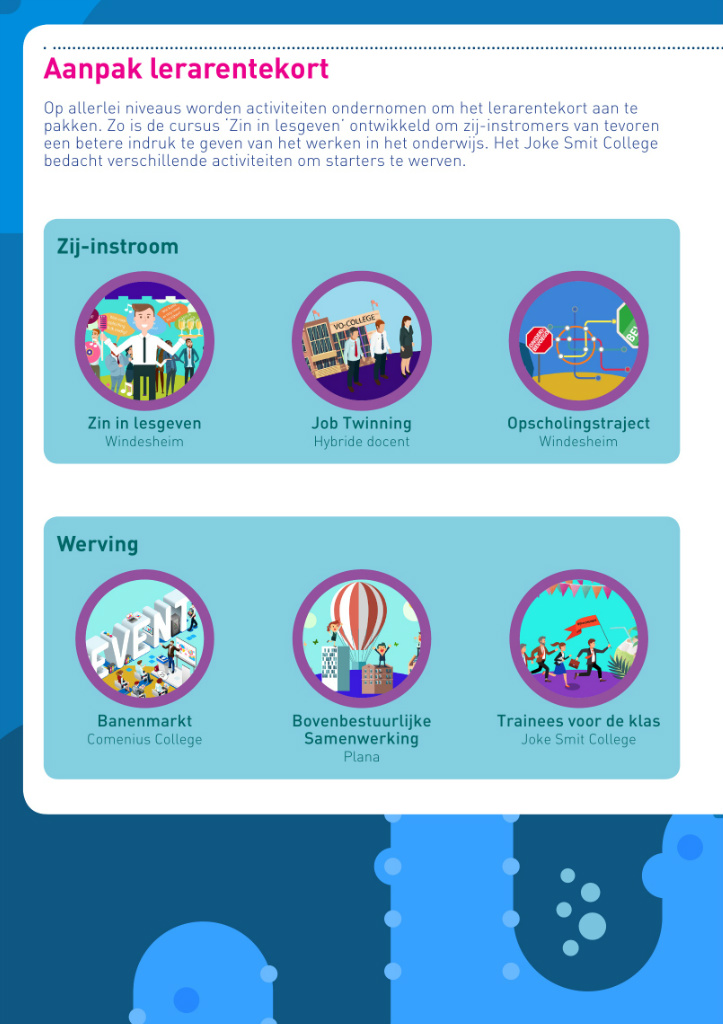 Aanpak lerarentekort
Op allerlei niveaus worden activiteiten ondernomen om het lerarentekort aan te
pakken. Zo is de cursus ‘Zin in lesgeven’ ontwikkeld om zij-instromers van tevoren
een betere indruk te geven van het werken in het onderwijs. Het Joke Smit College
bedacht verschillende activiteiten om starters te werven.
Zij-instroom
VO-COLLEGE
Zin in lesgeven
Windesheim
Job Twinning
Hybride docent
Opscholingstraject
Windesheim
Werving
EVENT
Banenmarkt
Comenius College
Bovenbestuurlijke
Samenwerking
Plana
Trainees voor de klas
Joke Smit College